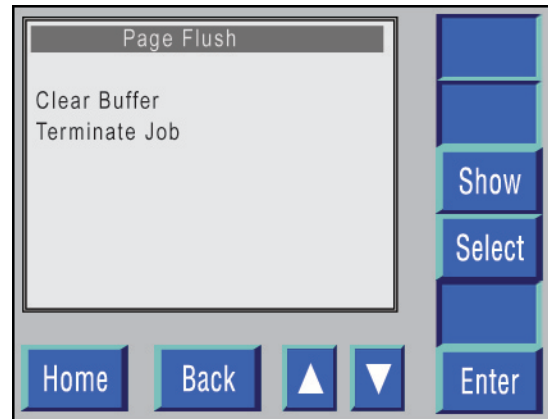 Page Flush
Clear Buffer
Terminate Job
Show
Select
Home Back Enter